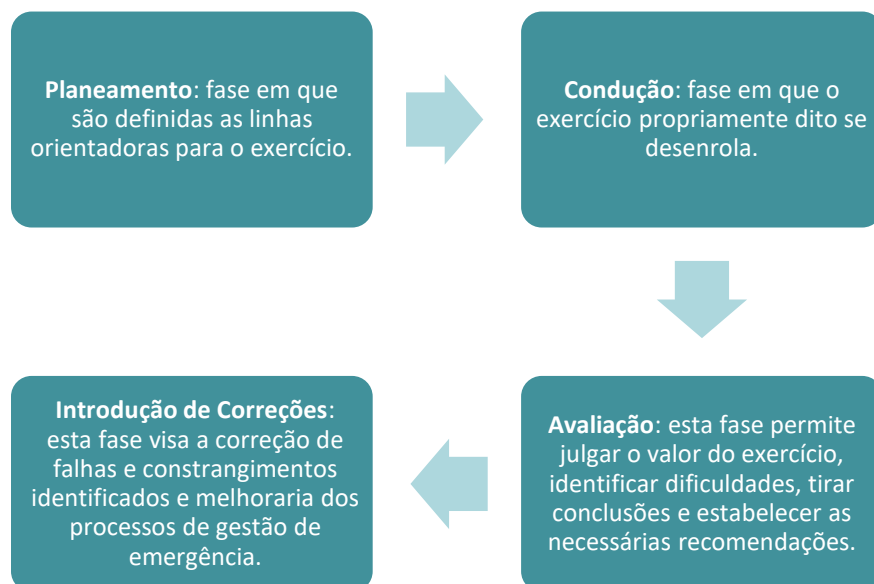 Planeamento: fase em que
são definidas as linhas
orientadoras para o exercício.
Condução: fase em que o
exercício propriamente dito se
desenrola.
Avaliação: esta fase permite
julgar o valor do exercício,
identificar dificuldades, tirar
conclusões e estabelecer as
necessárias recomendações.
Introdução de Correções:
esta fase visa a correção de
falhas e constrangimentos
identificados e melhoraria dos
processos de gestão de
emergência.